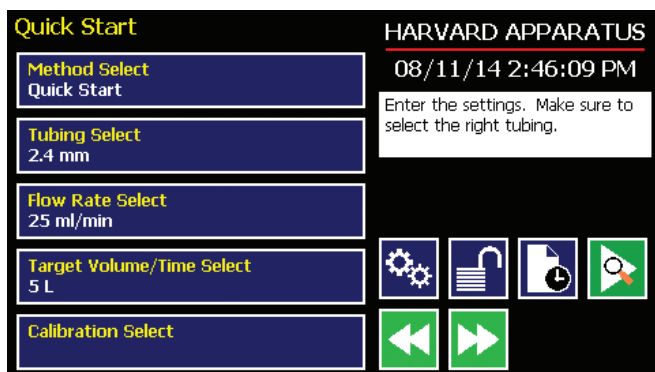 Quick Start
Method Select
Quick Start
Tubing Select
2.4 mm
Flow Rate Select
25 ml/min
Target Volume/Time Select
5 L
Calibration Select
HARVARD APPARATUS
08/11/14 2:46:09 PM
Enter the settings. Make sure to
select the right tubing.